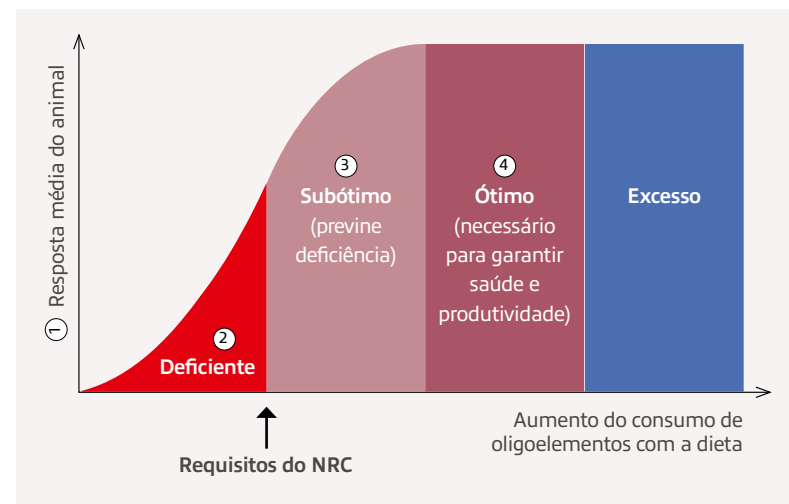 ① Resposta média do animal
②
Deficiente
③
Subótimo
(previne
deficiência)
④
Ótimo
(necessário
para garantir
saúde e
produtividade)
Excesso
Requisitos do NRC
Aumento do consumo de
oligoelementos com a dieta